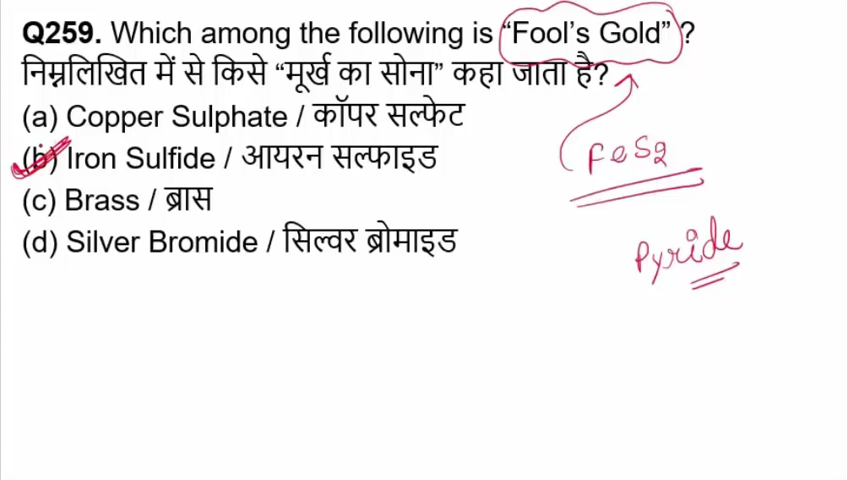 Q259. Which among the following is “Fool’s Gold” ?
निम्नलिखित में से किसे “मूर्ख का सोना” कहा जाता है?
(a) Copper Sulphate / कॉपर सल्फेट
(b) Iron Sulfide / आयरन सल्फाइड
FeS2
(c) Brass / ब्रास
(d) Silver Bromide / सिल्वर ब्रोमाइड
Pyride